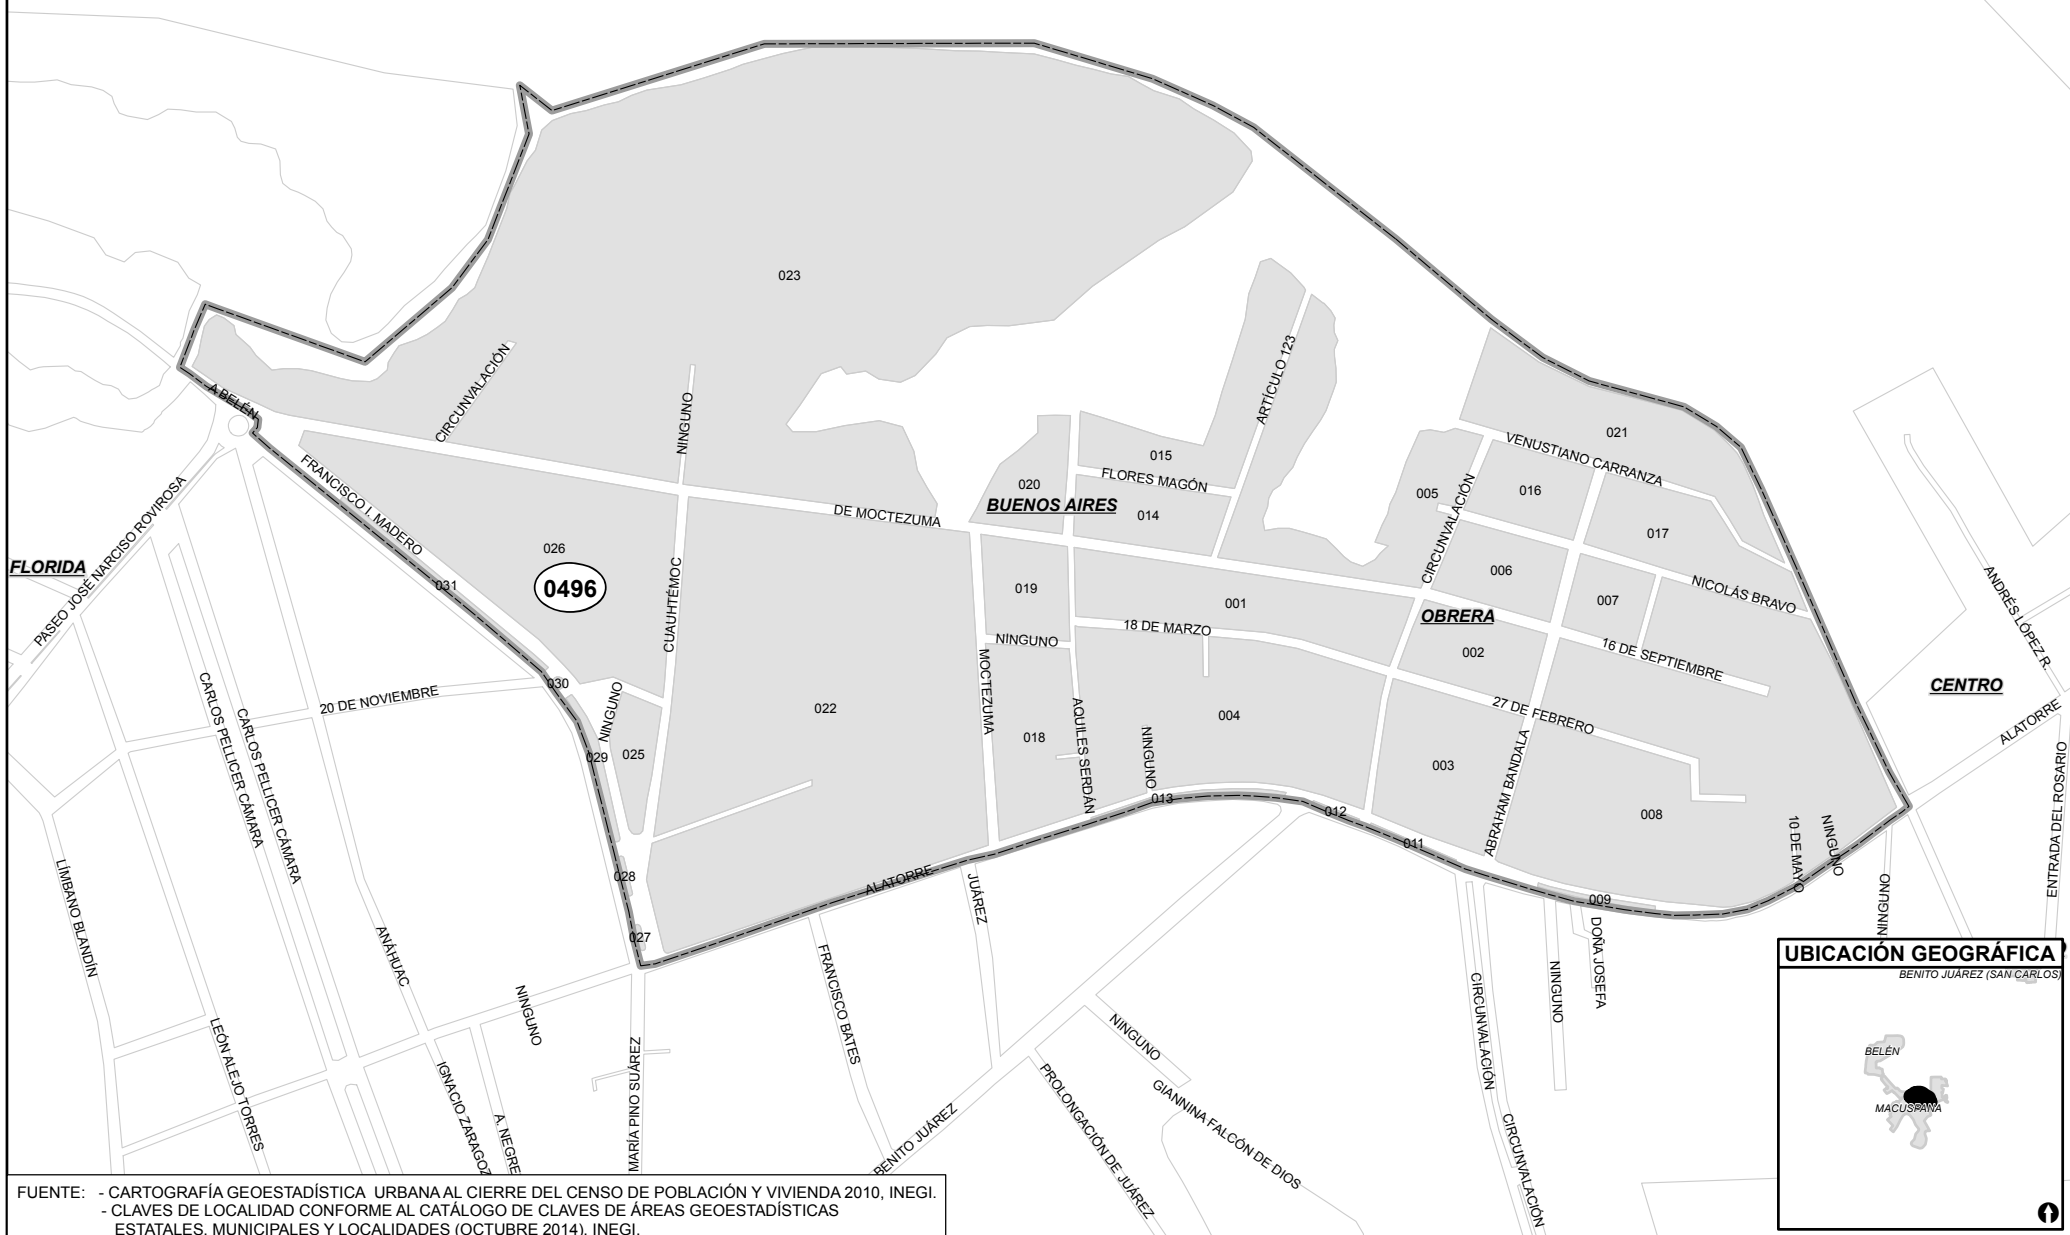 023
CIRCUNVALACIÓN
NINGUNO
ARTÍCULO 123
A BELÉN
021
VENUSTIANO CARRANZA
015
FLORES MAGÓN
020
BUENOS AIRES
014
005
016
CIRCUNVALACIÓN
017
FRANCISCO I. MADERO
DE MOCTEZUMA
PASEO JOSÉ NARCISO ROVIROSA
FLORIDA
026
0496
031
CUAUHTÉMOC
019
001
006
007
NICOLÁS BRAVO
OBRERA
18 DE MARZO
NINGUNO
002
16 DE SEPTIEMBRE
ANDRÉS LÓPEZ R.
CENTRO
030
20 DE NOVIEMBRE
NINGUNO
CARLOS PELLICER CÁMARA
CARLOS PELLICER CÁMARA
022
MOCTEZUMA
018
AQUILES SERDÁN
004
NINGUNO
27 DE FEBRERO
ALATORRE
029
025
003
ABRAHAM BANDALA
ENTRADA DEL ROSARIO
013
012
011
008
10 DE MAYO
NINGUNO
028
ALATORRE
JUÁREZ
009
DOÑA JOSEFA
NINGUNO
LÍMBANO BLANDÍN
ANÁHUAC
027
FRANCISCO BATES
NINGUNO
CIRCUNVALACIÓN
NINGUNO
LEÓN ALEJO TORRES
IGNACIO ZARAGOZ
A. NEGRE
MARÍA PINO SUÁREZ
BENITO JUÁREZ
NINGUNO
PROLONGACIÓN DE JUÁREZ
GIANNINA FALCÓN DE DIOS
CIRCUNVALACIÓN
UBICACIÓN GEOGRÁFICA
BENITO JUÁREZ (SAN CARLOS)
BELÉN
MACUSPANA
FUENTE: - CARTOGRAFÍA GEOESTADÍSTICA URBANA AL CIERRE DEL CENSO DE POBLACIÓN Y VIVIENDA 2010, INEGI.
- CLAVES DE LOCALIDAD CONFORME AL CATÁLOGO DE CLAVES DE ÁREAS GEOESTADÍSTICAS
ESTATALES, MUNICIPALES Y LOCALIDADES (OCTUBRE 2014), INEGI.